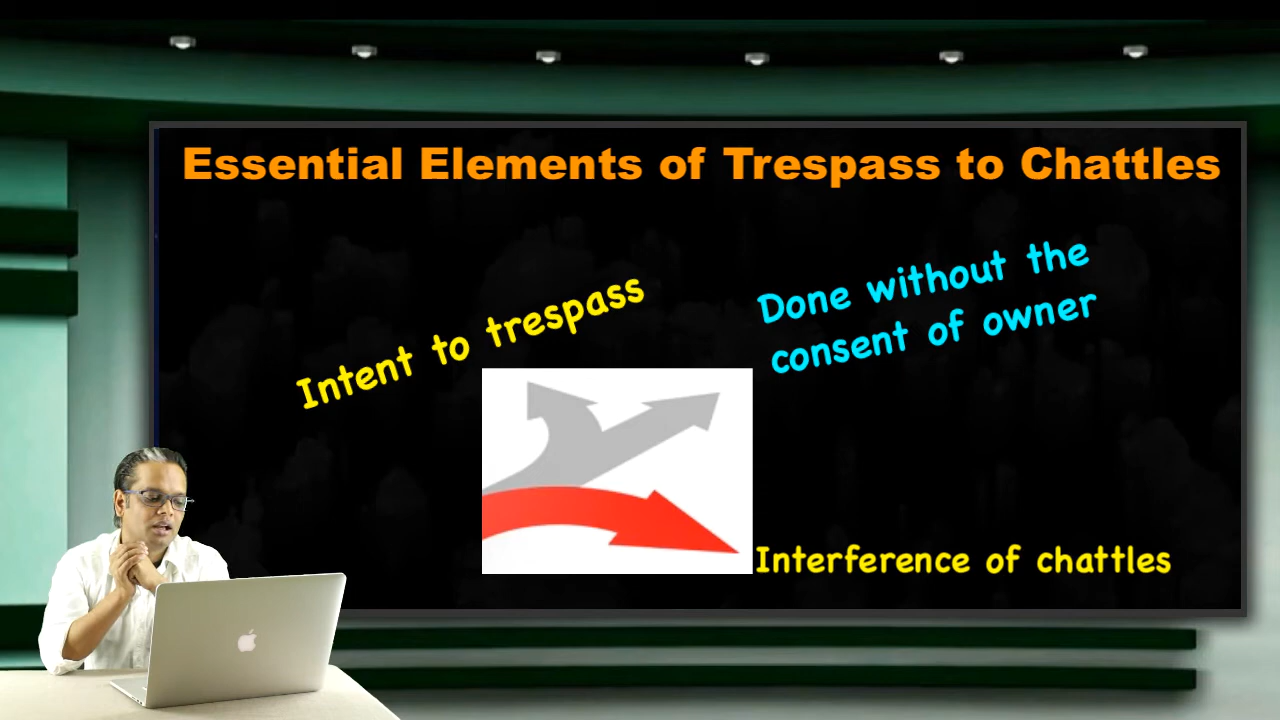 Essential Elements of Trespass to Chattles
Intent to trespass
Done without the
consent of owner
Interference of chattles